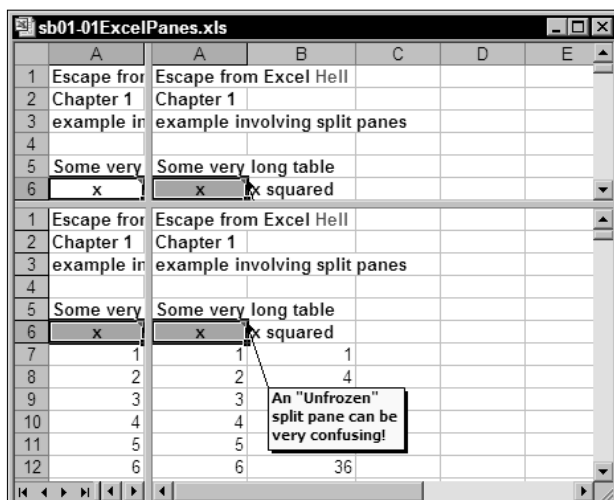 sb01-01ExcelPanes.xls
A A B C D E
1 Escape from Escape from Excel Hell
2 Chapter 1 Chapter 1
3 example in example involving split panes
4
5 Some very Some very long table
6 x x x squared
1 Escape from Escape from Excel Hell
2 Chapter 1 Chapter 1
3 example in example involving split panes
4
5 Some very Some very long table
6 x x x squared
7 1 1 1
8 2 2 4
9 3 3
10 4 4
11 5 5
12 6 6 36
An "Unfrozen"
split pane can be
very confusing!